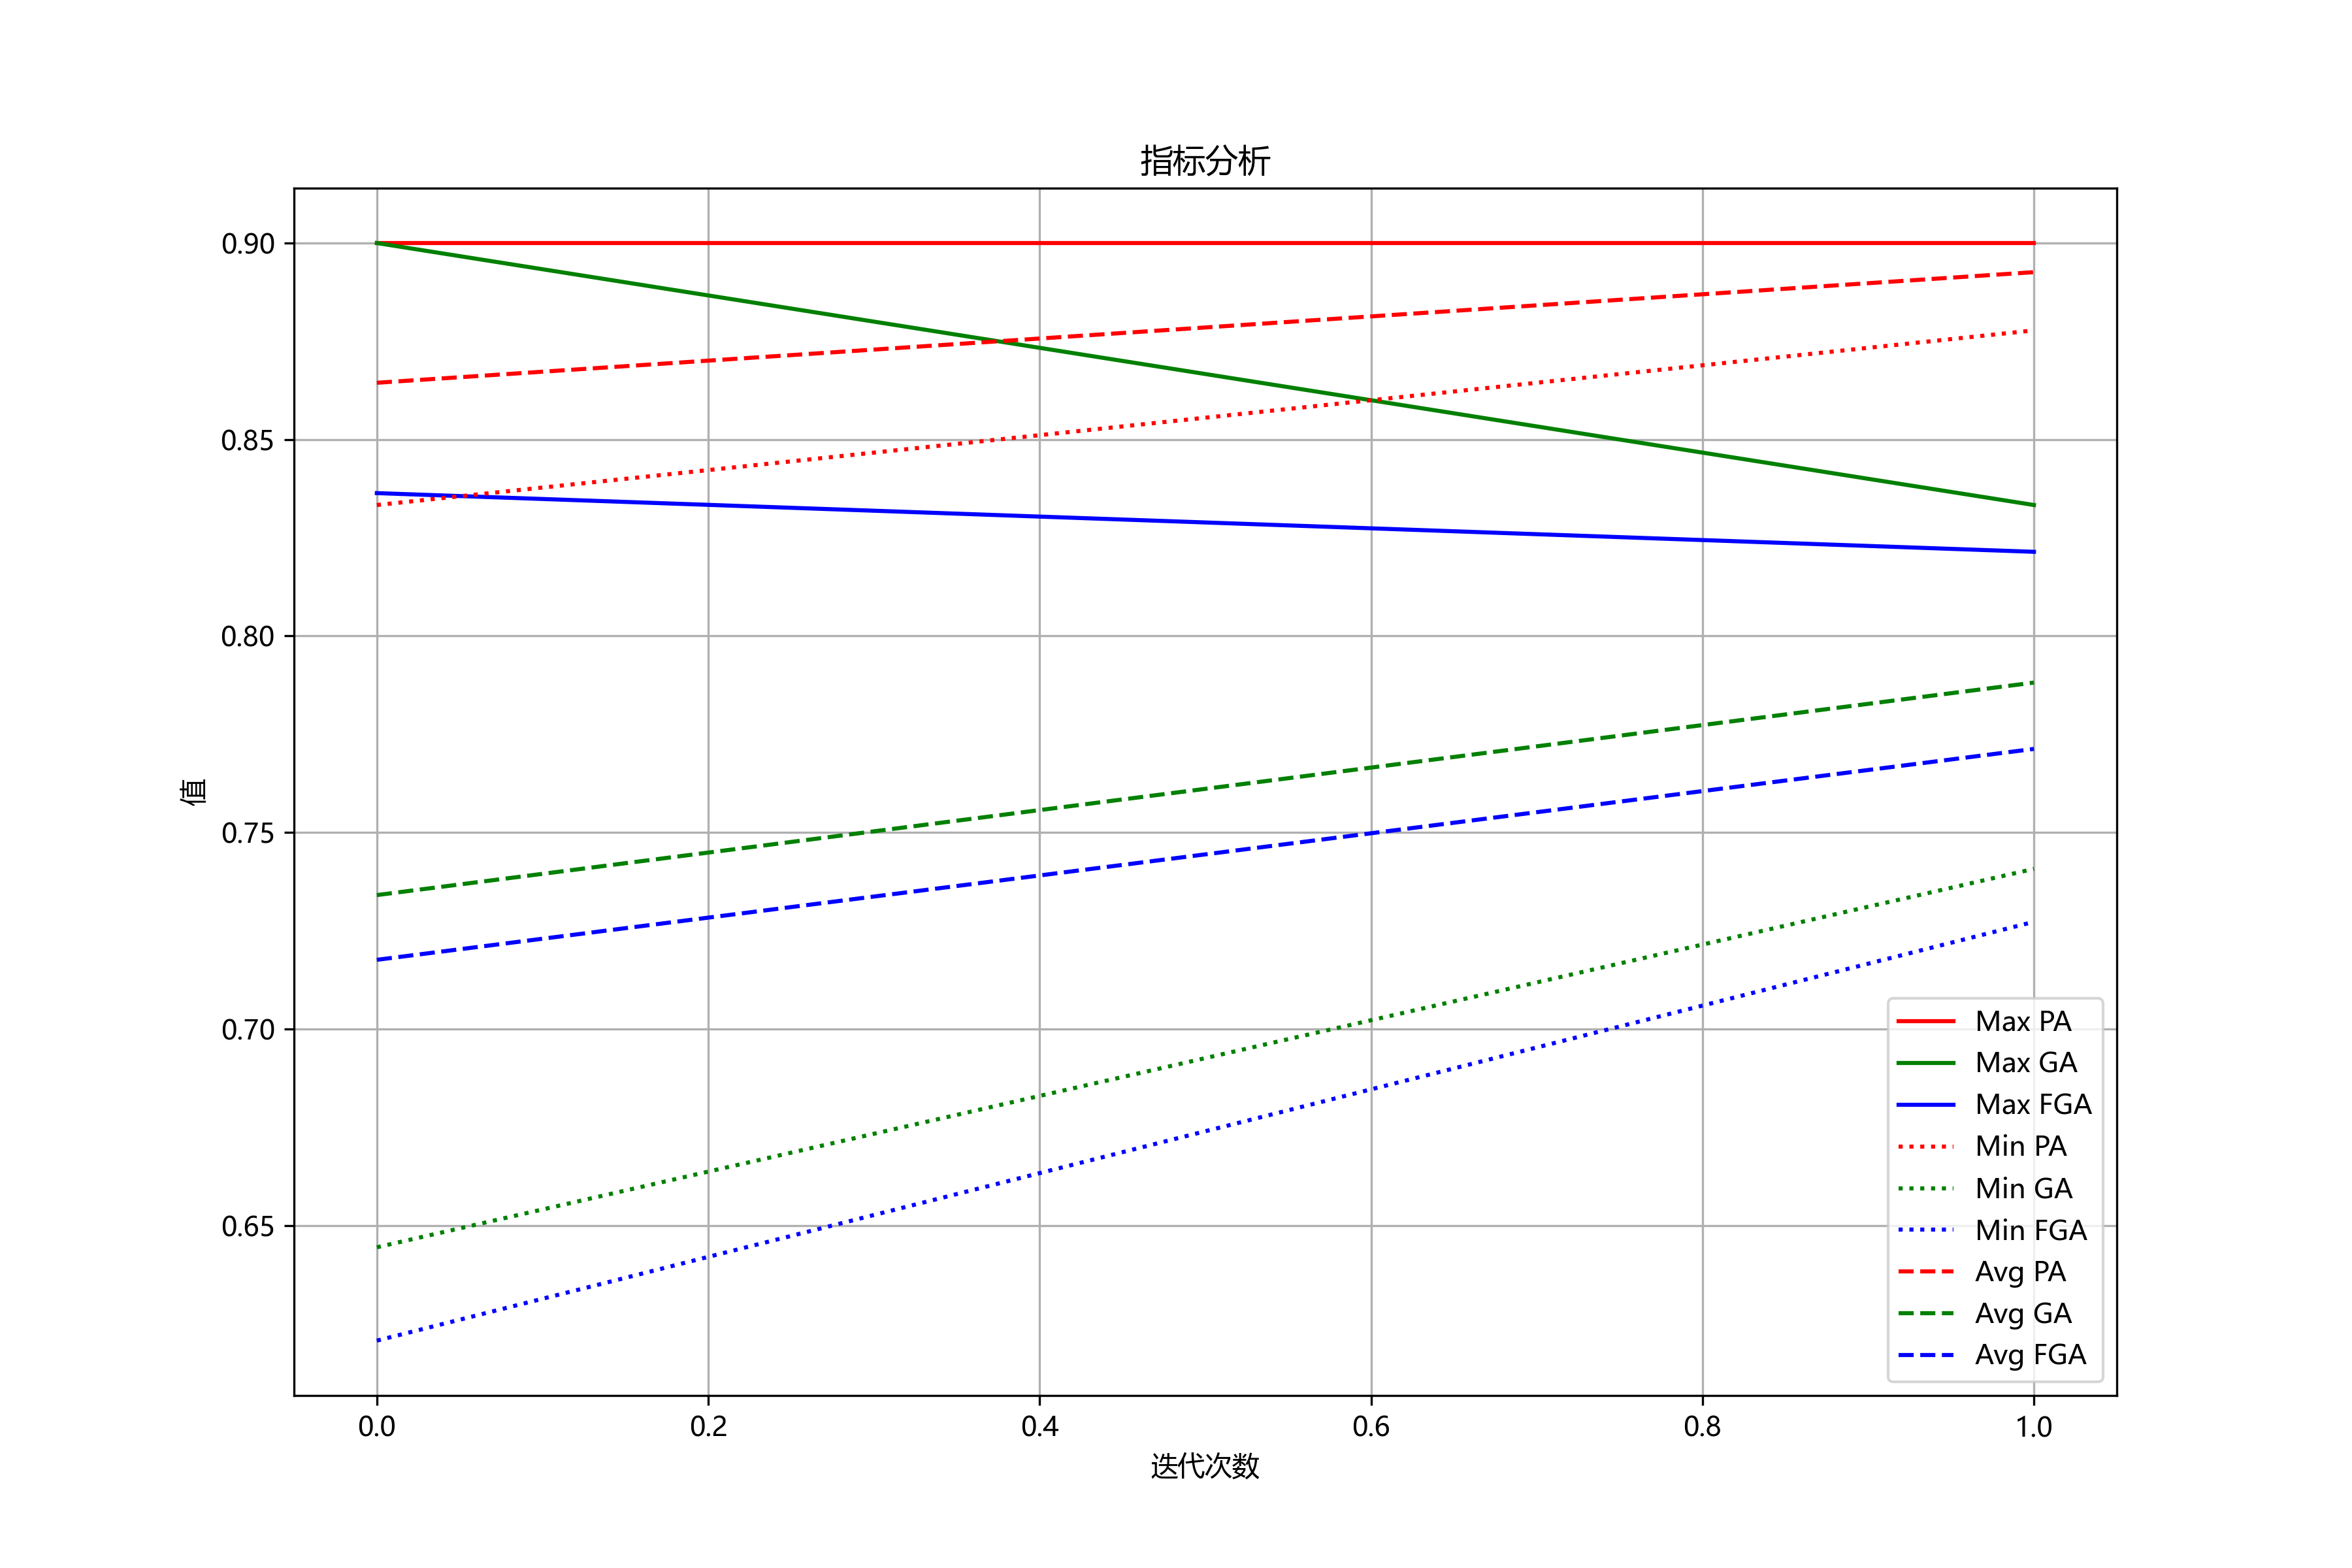 指标分析
值
0.90
0.85
0.80
0.75
0.70
0.65
0.0 0.2 0.4 0.6 0.8 1.0
迭代次数
Max PA
Max GA
Max FGA
Min PA
Min GA
Min FGA
Avg PA
Avg GA
Avg FGA